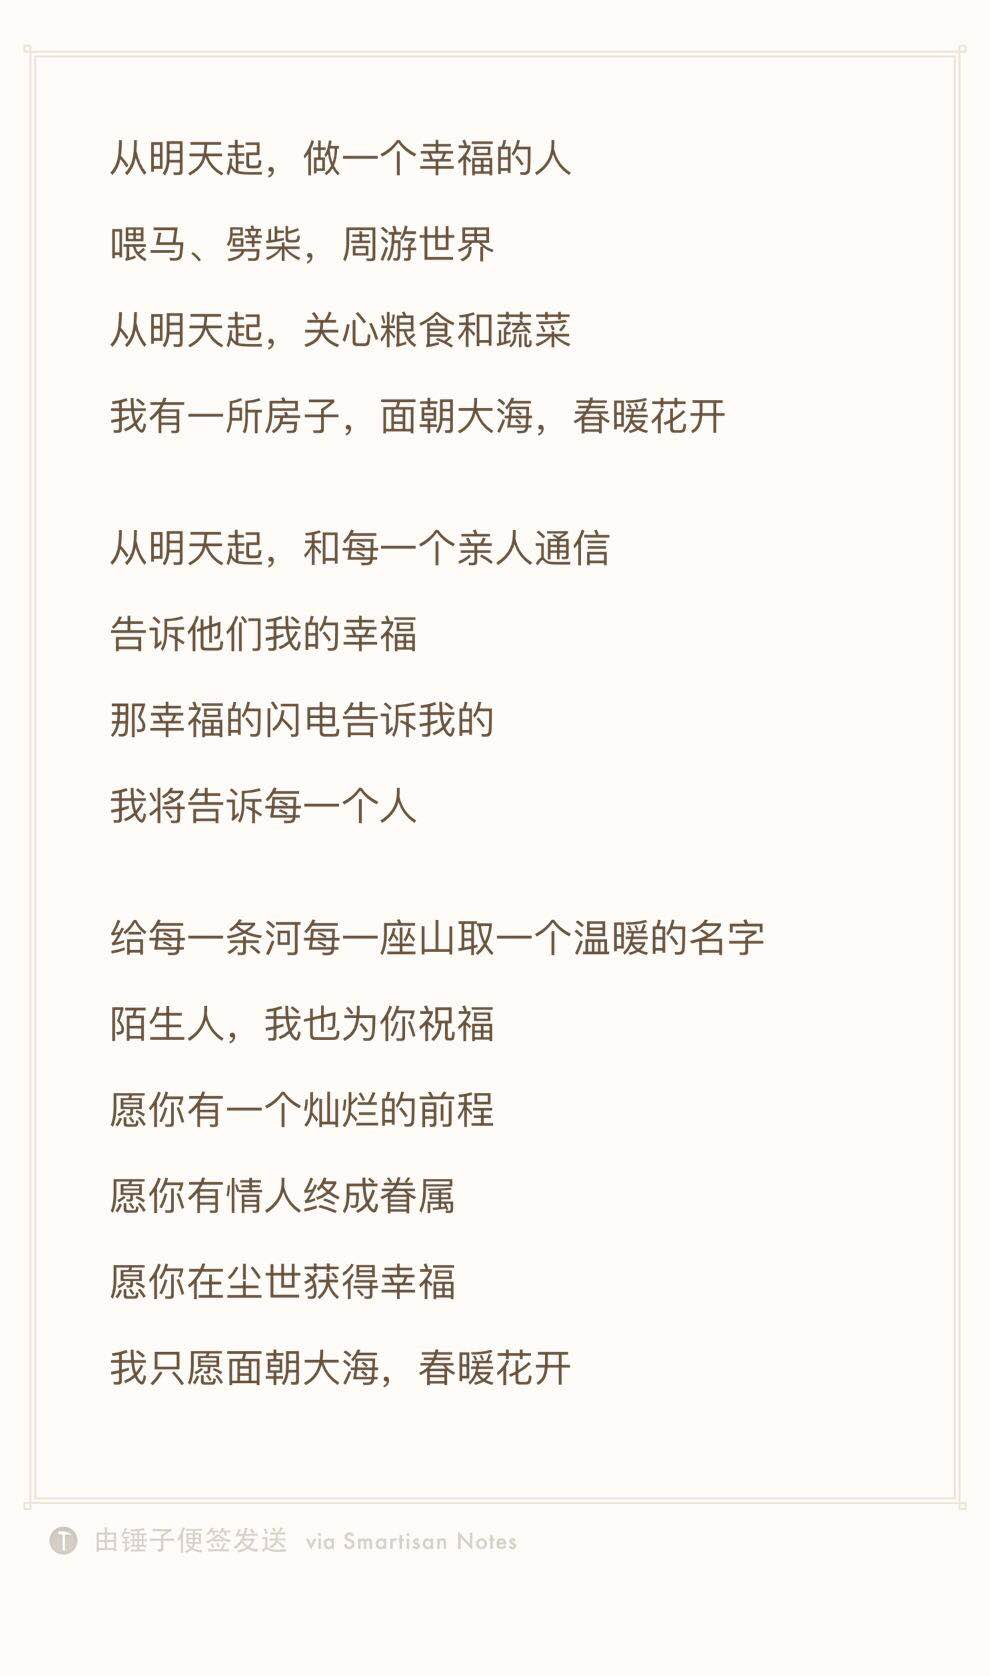 从明天起，做一个幸福的人
喂马、劈柴，周游世界
从明天起，关心粮食和蔬菜
我有一所房子，面朝大海，春暖花开
从明天起，和每一个亲人通信
告诉他们我的幸福
那幸福的闪电告诉我的
我将告诉每一个人
给每一条河每一座山取一个温暖的名字
陌生人，我也为你祝福
愿你有一个灿烂的前程
愿你有情人终成眷属
愿你在尘世获得幸福
我只愿面朝大海，春暖花开
由锤子便签发送 via Smartisan Notes